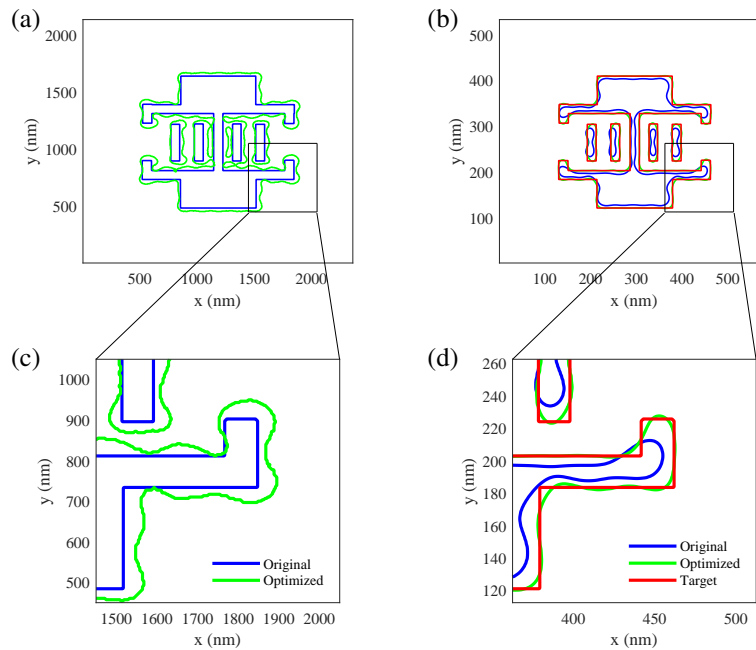 (a)
2000
1500
1000
500
y (nm)
500 1000 1500 2000
x (nm)
(b)
500
400
300
200
100
y (nm)
100 200 300 400 500
x (nm)
(c)
1000
900
800
700
600
500
y (nm)
Original
Optimized
1500 1600 1700 1800 1900 2000
x (nm)
(d)
260
240
220
200
180
160
140
120
y (nm)
Original
Optimized
Target
400 450 500
x (nm)